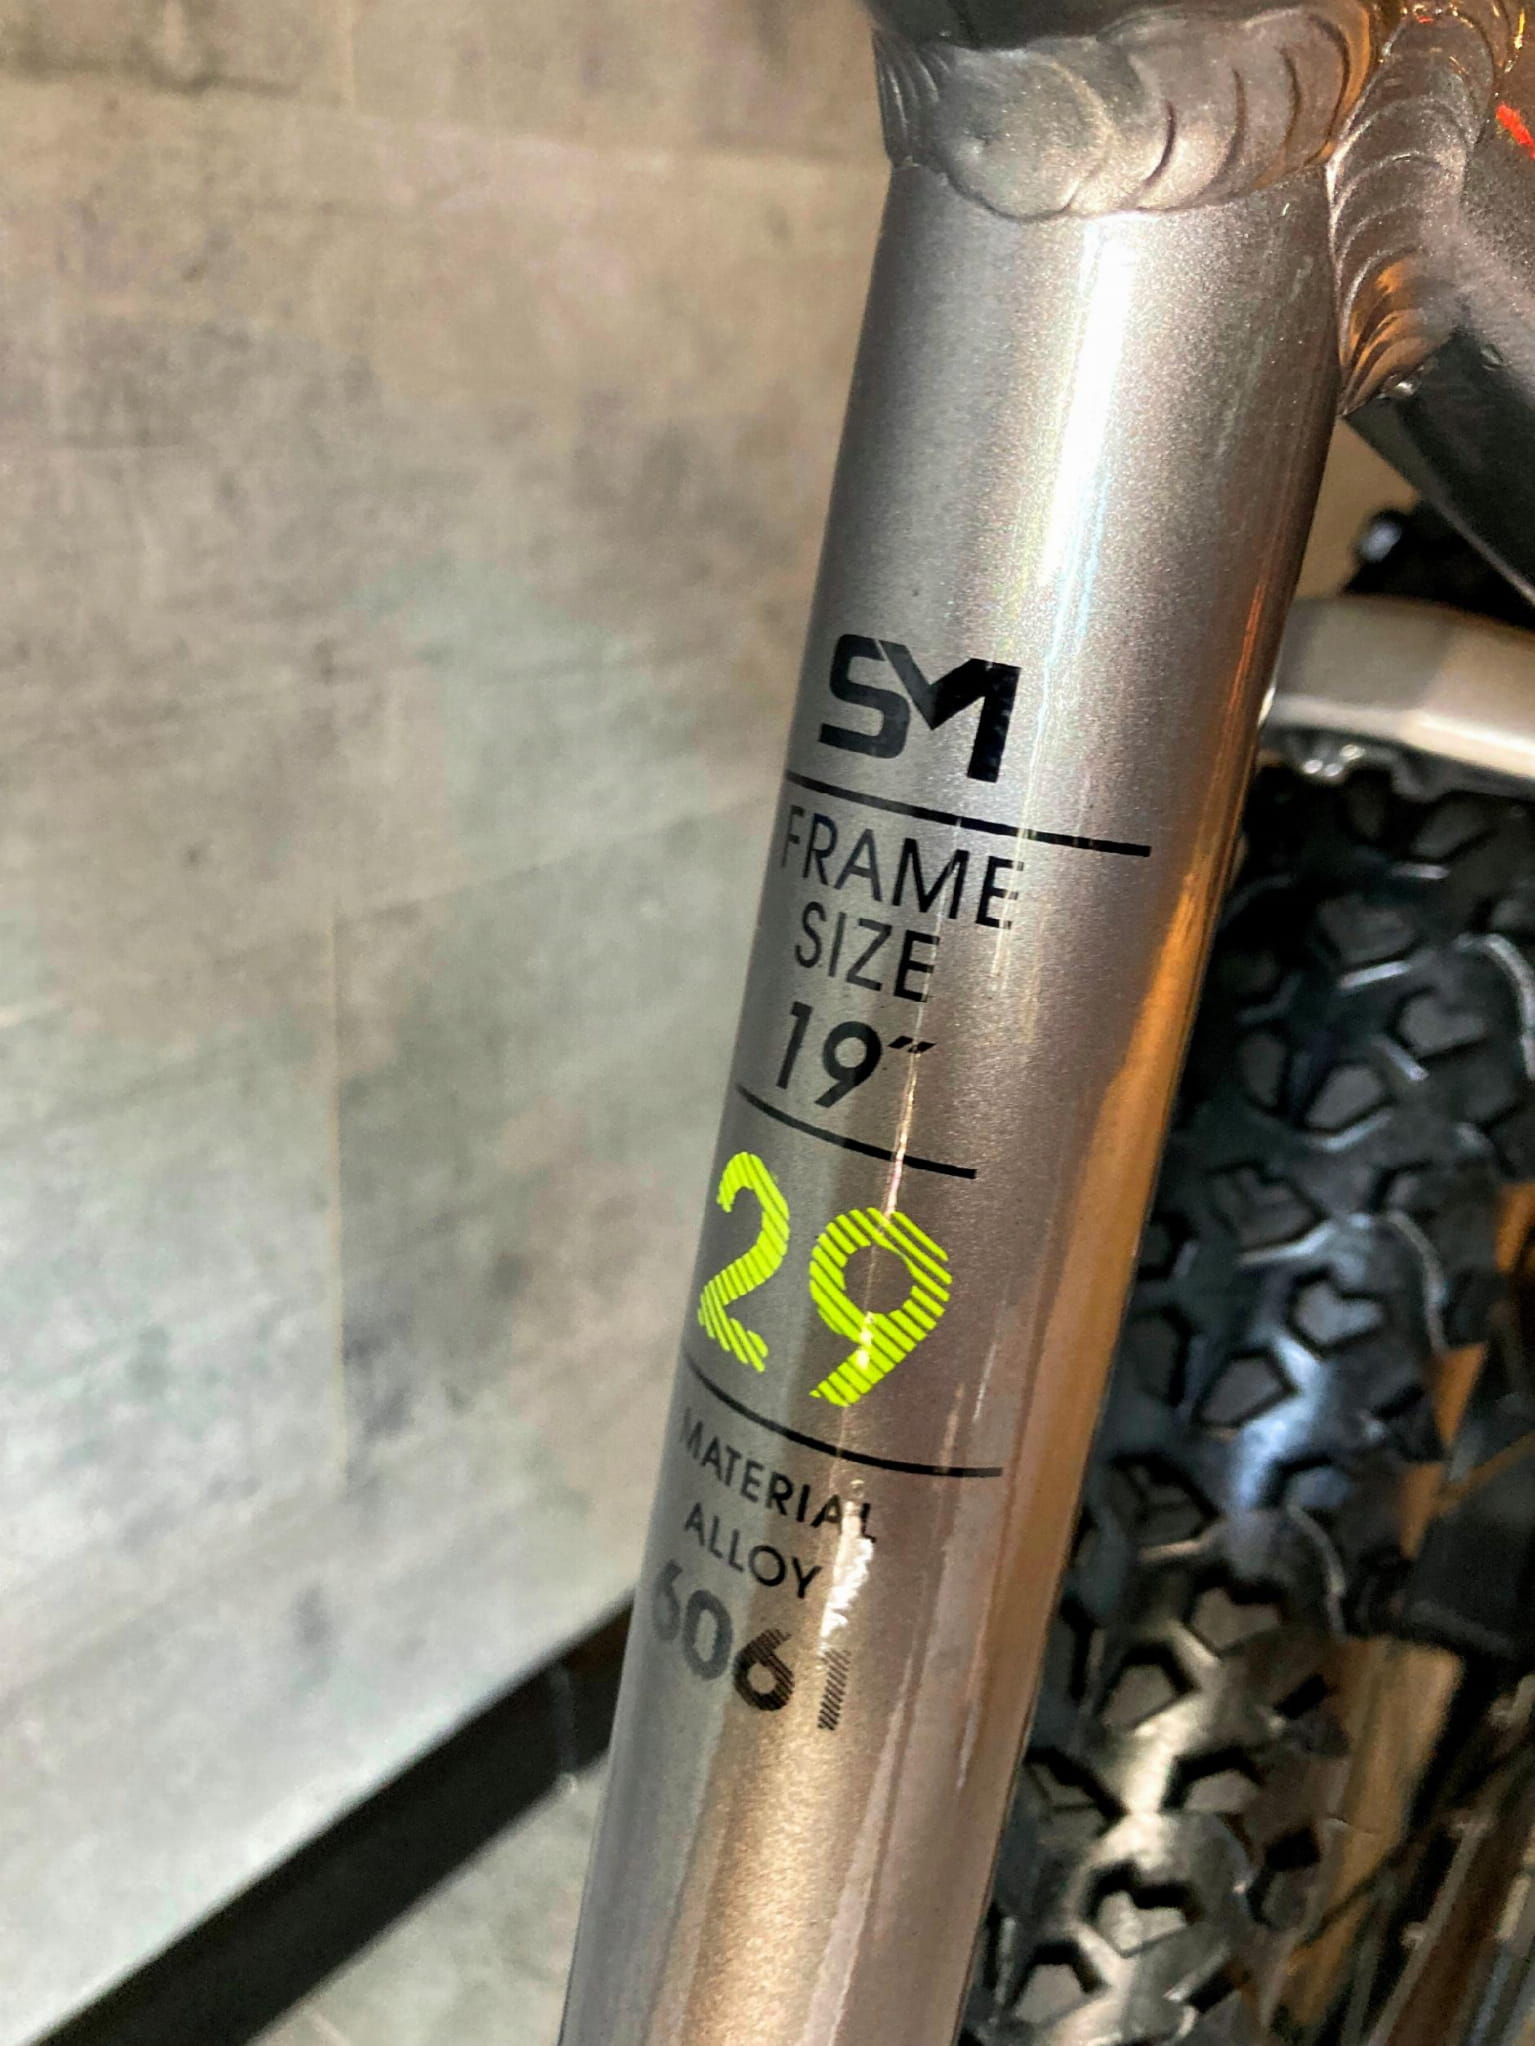 SM
FRAME
SIZE
19”
29
MATERIAL
ALLOY
6061